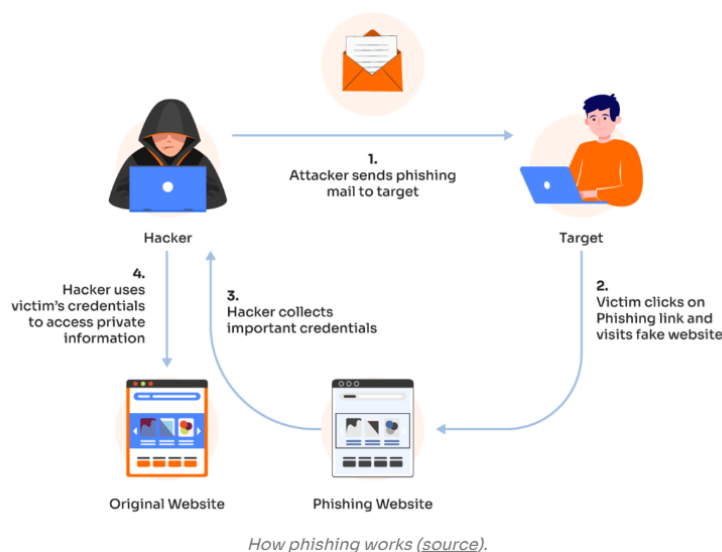 1.
Attacker sends phishing
mail to target
Hacker
Target
4.
Hacker uses
victim's credentials
to access private
information
3.
Hacker collects
important credentials
2.
Victim clicks on
Phishing link and
visits fake website
Original Website
Phishing Website
How phishing works (source).